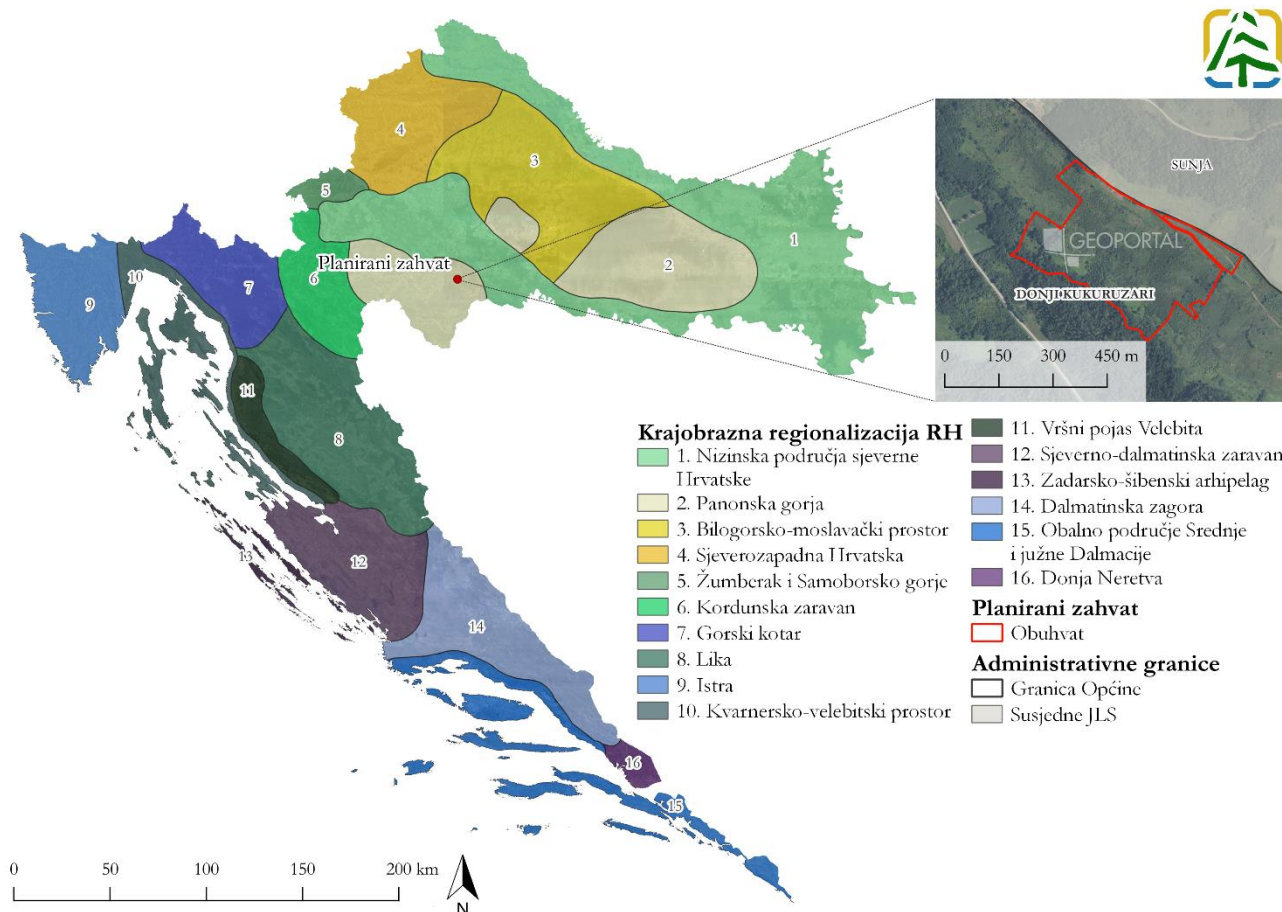 4
3
5
1
Planirani zahvat
2
6
10
7
9
11
8
12
13
14
16
15
SUNJA
GEOPORTAL
DONJI KUKURUZARI
0 150 300 450 m
Krajobrazna regionalizacija RH
1. Nizinska područja sjeverne
Hrvatske
2. Panonska gorja
3. Bilogorsko-moslavački prostor
4. Sjeverozapadna Hrvatska
5. Žumberak i Samoborsko gorje
6. Kordunska zaravan
7. Gorski kotar
8. Lika
9. Istra
10. Kvarnersko-velebitski prostor
11. Vršni pojas Velebita
12. Sjeverno-dalmatinska zaravan
13. Zadarsko-šibenski arhipelag
14. Dalmatinska zagora
15. Obalno područje Srednje
i južne Dalmacije
16. Donja Neretva
Planirani zahvat
Obuhvat
Administrativne granice
Granica Općine
Susjedne JLS
0 50 100 150 200 km
N